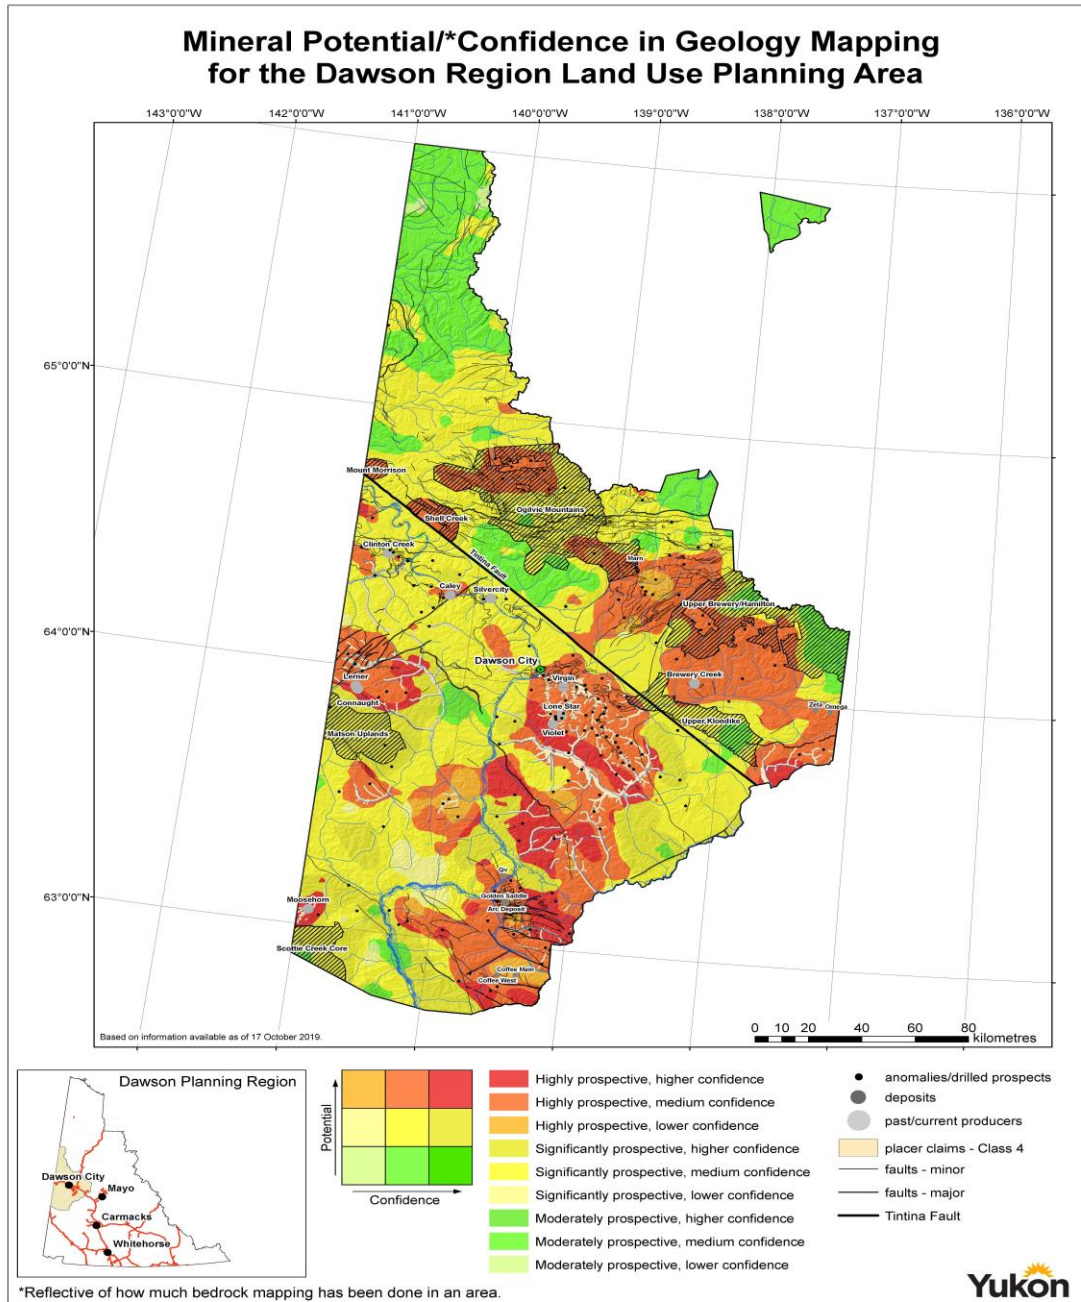 Mineral Potential/*Confidence in Geology Mapping
for the Dawson Region Land Use Planning Area
143°0'0"W
142°0'0"W
141°0'0"W
140°0'0"W
139°0'0"W
138°0'0"W
137°0'0"W
136°0'0"W
65°0'0"N
64°0'0"N
63°0'0"N
Mount Morrison
Ogilvie Mountains
Shell Creek
Clinton Creek
Tintina Fault
Marn
Caley
Silvercity
Upper Brewery/Hamilton
Dawson City
Lerner
Virgin
Brewery Creek
Connaught
Lone Star
Zeta
Omega
Matson Uplands
Violet
Upper Klondike
Qv
Moosehorn
Golden Saddle
Arc Deposit
Scottie Creek Core
Coffee Main
Coffee West
Based on information available as of 17 October 2019.
0 10 20 40 60 80
kilometres
Dawson Planning Region
Dawson City
Mayo
Carmacks
Whitehorse
Potential
Confidence
Highly prospective, higher confidence
Highly prospective, medium confidence
Highly prospective, lower confidence
Significantly prospective, higher confidence
Significantly prospective, medium confidence
Significantly prospective, lower confidence
Moderately prospective, higher confidence
Moderately prospective, medium confidence
Moderately prospective, lower confidence
anomalies/drilled prospects
deposits
past/current producers
placer claims - Class 4
faults - minor
faults - major
Tintina Fault
*Reflective of how much bedrock mapping has been done in an area.
Yukon